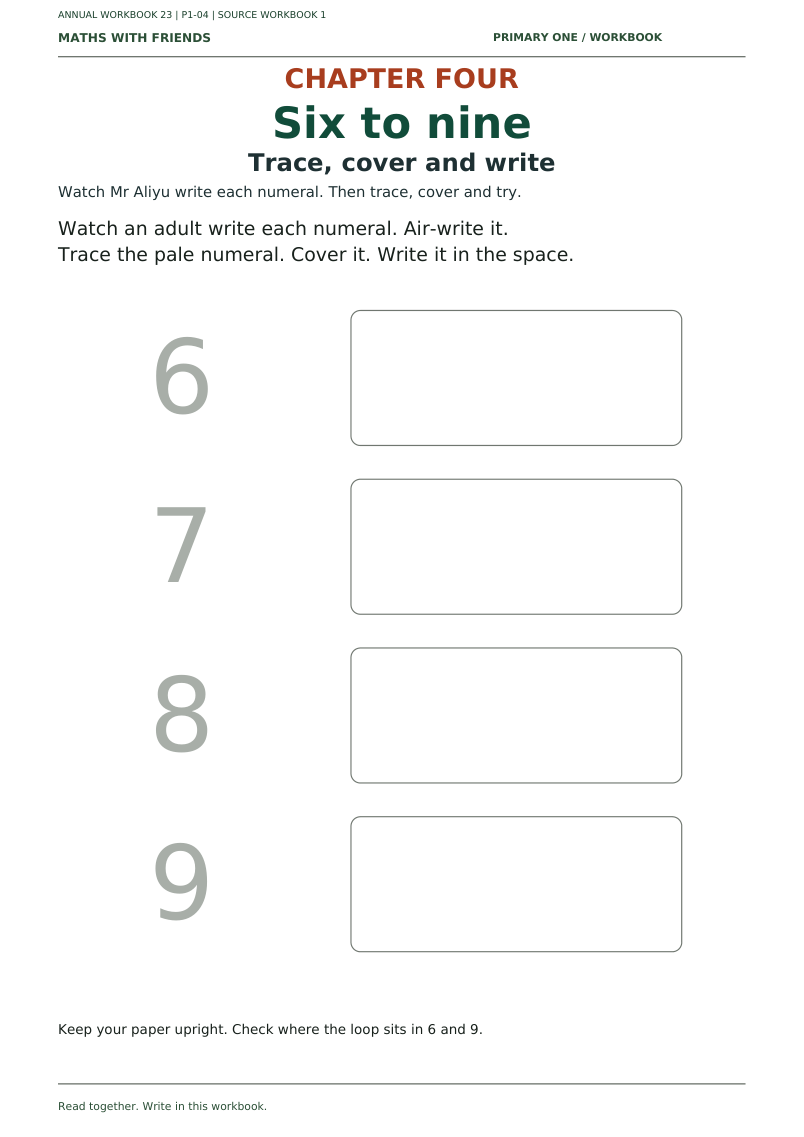 ANNUAL WORKBOOK 23 | P1-04 | SOURCE WORKBOOK 1
MATHS WITH FRIENDS
PRIMARY ONE / WORKBOOK
CHAPTER FOUR
Six to nine
Trace, cover and write
Watch Mr Aliyu write each numeral. Then trace, cover and try.
Watch an adult write each numeral. Air-write it.
Trace the pale numeral. Cover it. Write it in the space.
6
7
8
9
Keep your paper upright. Check where the loop sits in 6 and 9.
Read together. Write in this workbook.